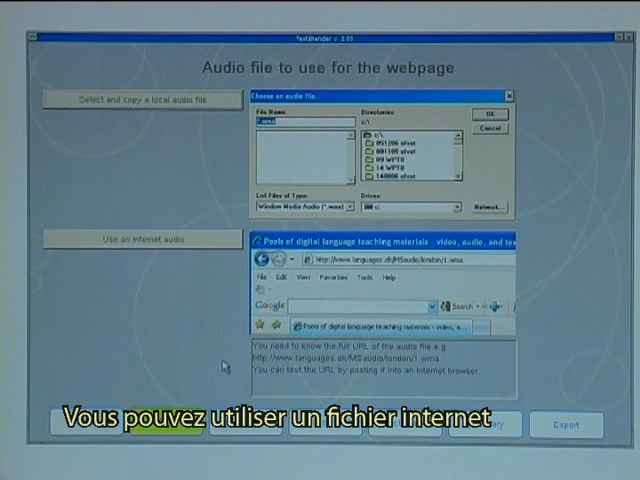 TextBlender v. 2.03
Audio file to use for the webpage
Select and copy a local audio file
Choose an audio file...
File Name:
*.wma
Directories:
c:\
OK
Cancel
c:\
051206 efvet
091105 efvet
09 WPTB
14 WPTB
140806 efvet
List Files of Type:
Window Media Audio (*.wma)
Drives:
c:
Network...
Use an Internet audio
Pools of digital language teaching materials - video, audio, and tex
http://www.languages.dk/MSaudio/london/1.wma
File Edit View Favorites Tools Help
Google
Search
Pools of digital language teaching materials - video, a...
You need to know the full URL of the audio file e.g.
http://www.languages.dk/MSaudio/london/1.wma
You can test the URL by pasting it into an Internet browser.
Vous pouvez utiliser un fichier internet
Export